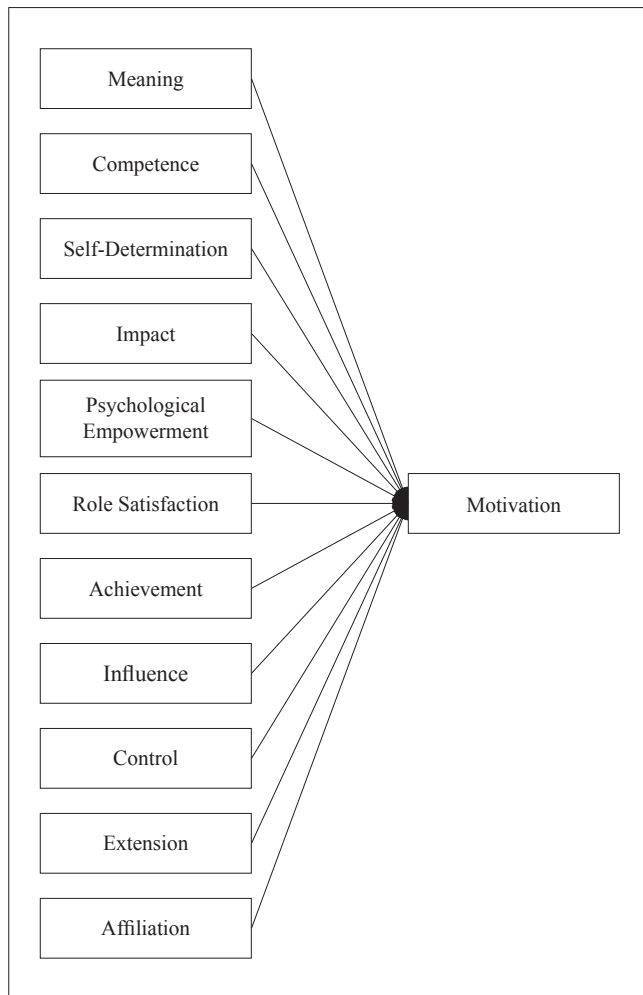 Meaning
Competence
Self-Determination
Impact
Psychological
Empowerment
Role Satisfaction
Motivation
Achievement
Influence
Control
Extension
Affiliation